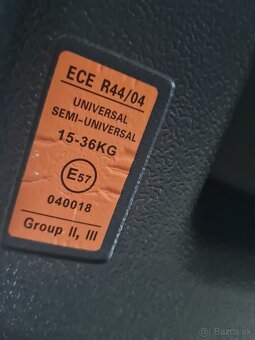 ECE R44/04
UNIVERSAL
SEMI-UNIVERSAL
15-36KG
E57
040018
Group II, III
Bazos.sk